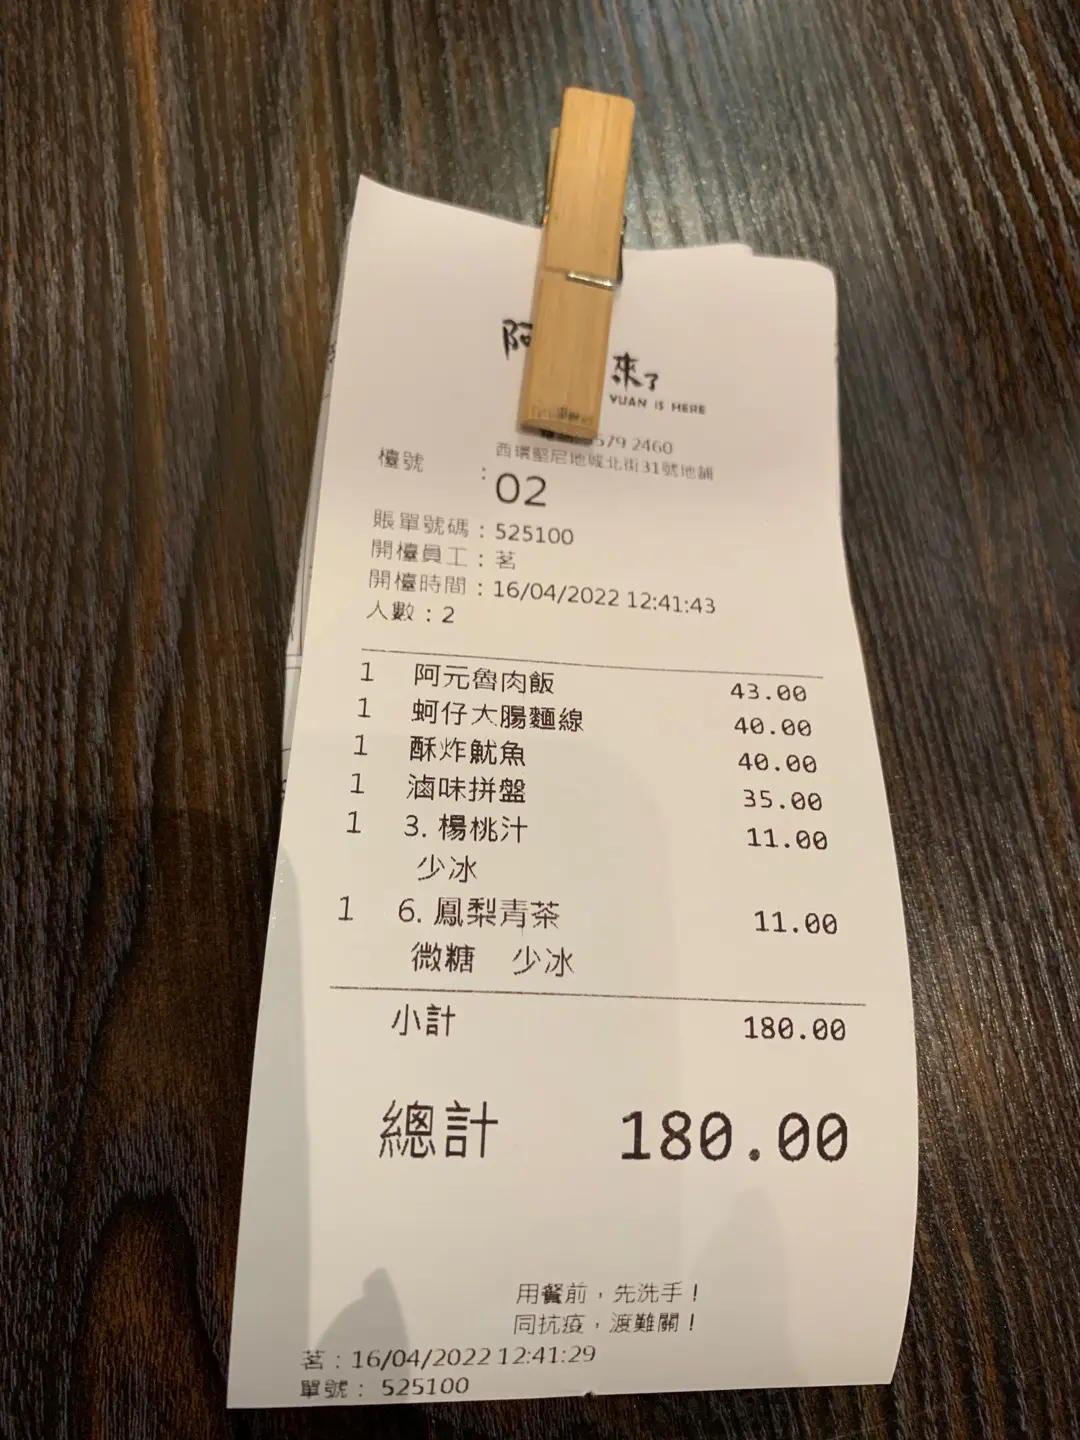 阿 來了
YUAN IS HERE
579 2460
西環堅尼地城北街31號地舖
檯號 : 02
賬單號碼 : 525100
開檯員工 : 茗
開檯時間 : 16/04/2022 12:41:43
人數 : 2
1 阿元魯肉飯 43.00
1 蚵仔大腸麵線 40.00
1 酥炸魷魚 40.00
1 滷味拼盤 35.00
1 3. 楊桃汁 11.00
少冰
1 6. 鳳梨青茶 11.00
微糖 少冰
小計 180.00
總計 180.00
用餐前，先洗手！
同抗疫，渡難關！
茗 : 16/04/2022 12:41:29
單號 : 525100